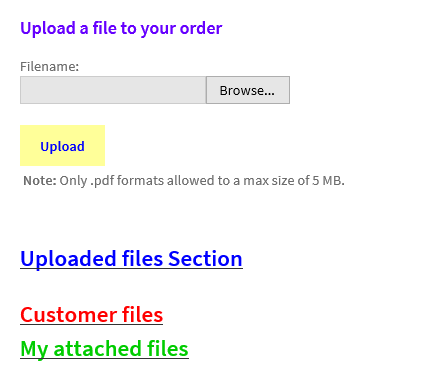 Upload a file to your order
Filename:
Browse...
Upload
Note: Only .pdf formats allowed to a max size of 5 MB.
Uploaded files Section
Customer files
My attached files